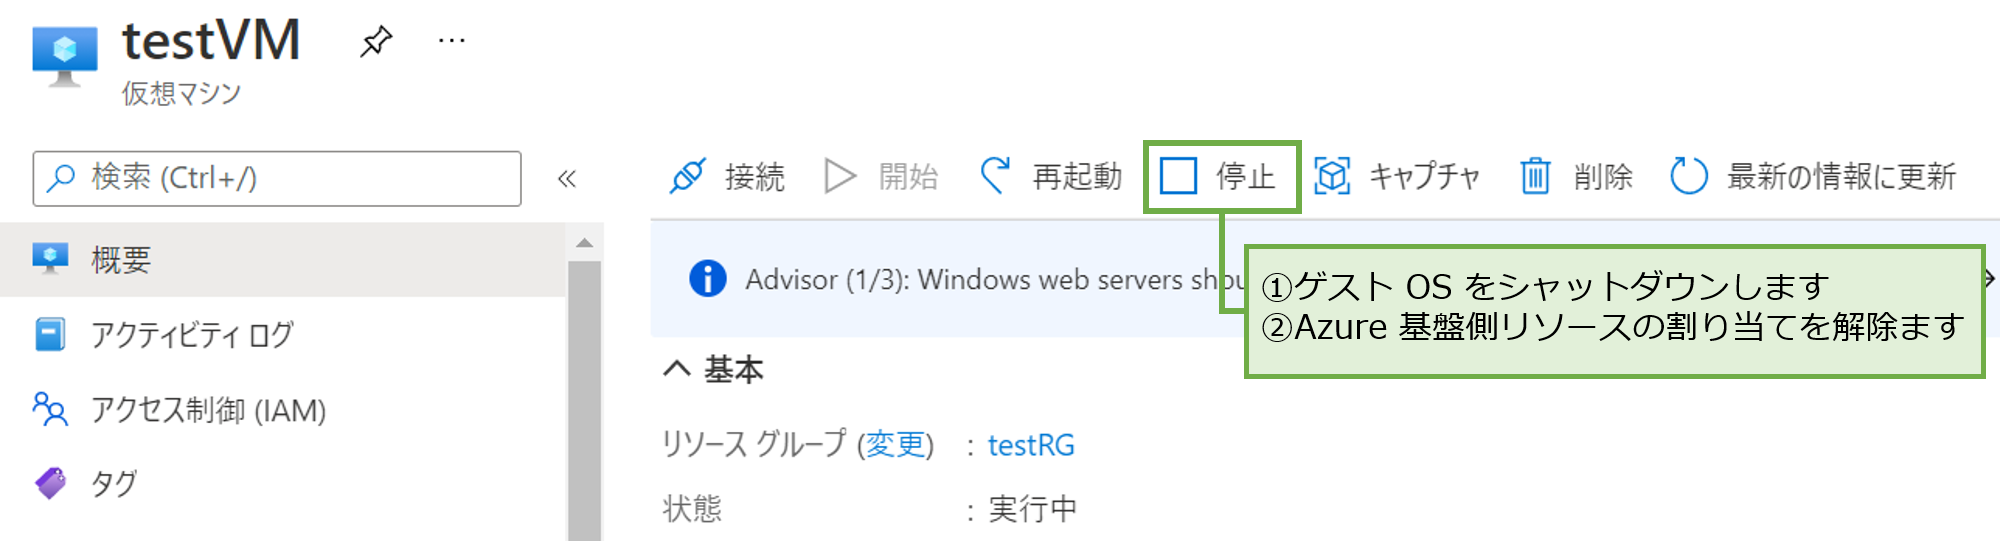 testVM
仮想マシン
検索 (Ctrl+/)
接続 開始 再起動 停止 キャプチャ 削除 最新の情報に更新
概要
アクティビティ ログ
アクセス制御 (IAM)
タグ
Advisor (1/3): Windows web servers
①ゲスト OS をシャットダウンします
②Azure 基盤側リソースの割り当てを解除ます
基本
リソース グループ (変更) : testRG
状態 : 実行中